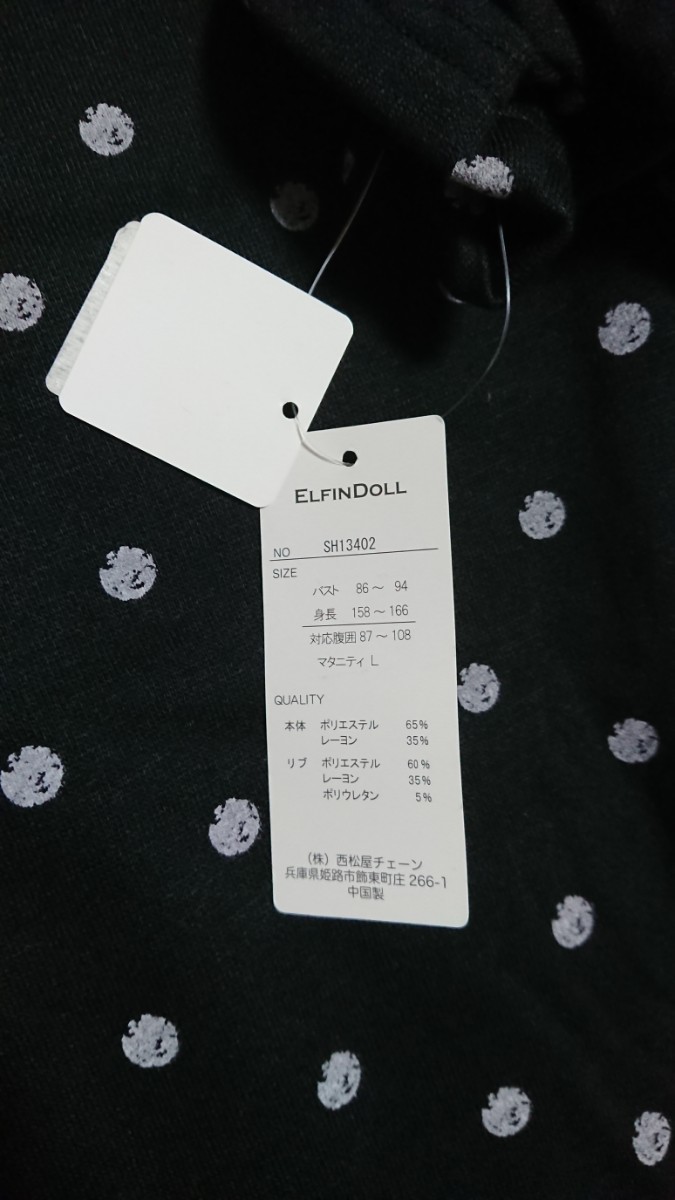 ELFINDOLL
NO SH13402
SIZE
バスト 86～94
身長 158～166
対応腹囲 87～108
マタニティ L
QUALITY
本体 ポリエステル 65%
レーヨン 35%
リブ ポリエステル 60%
レーヨン 35%
ポリウレタン 5%
(株) 西松屋チェーン
兵庫県姫路市飾東町庄 266-1
中国製